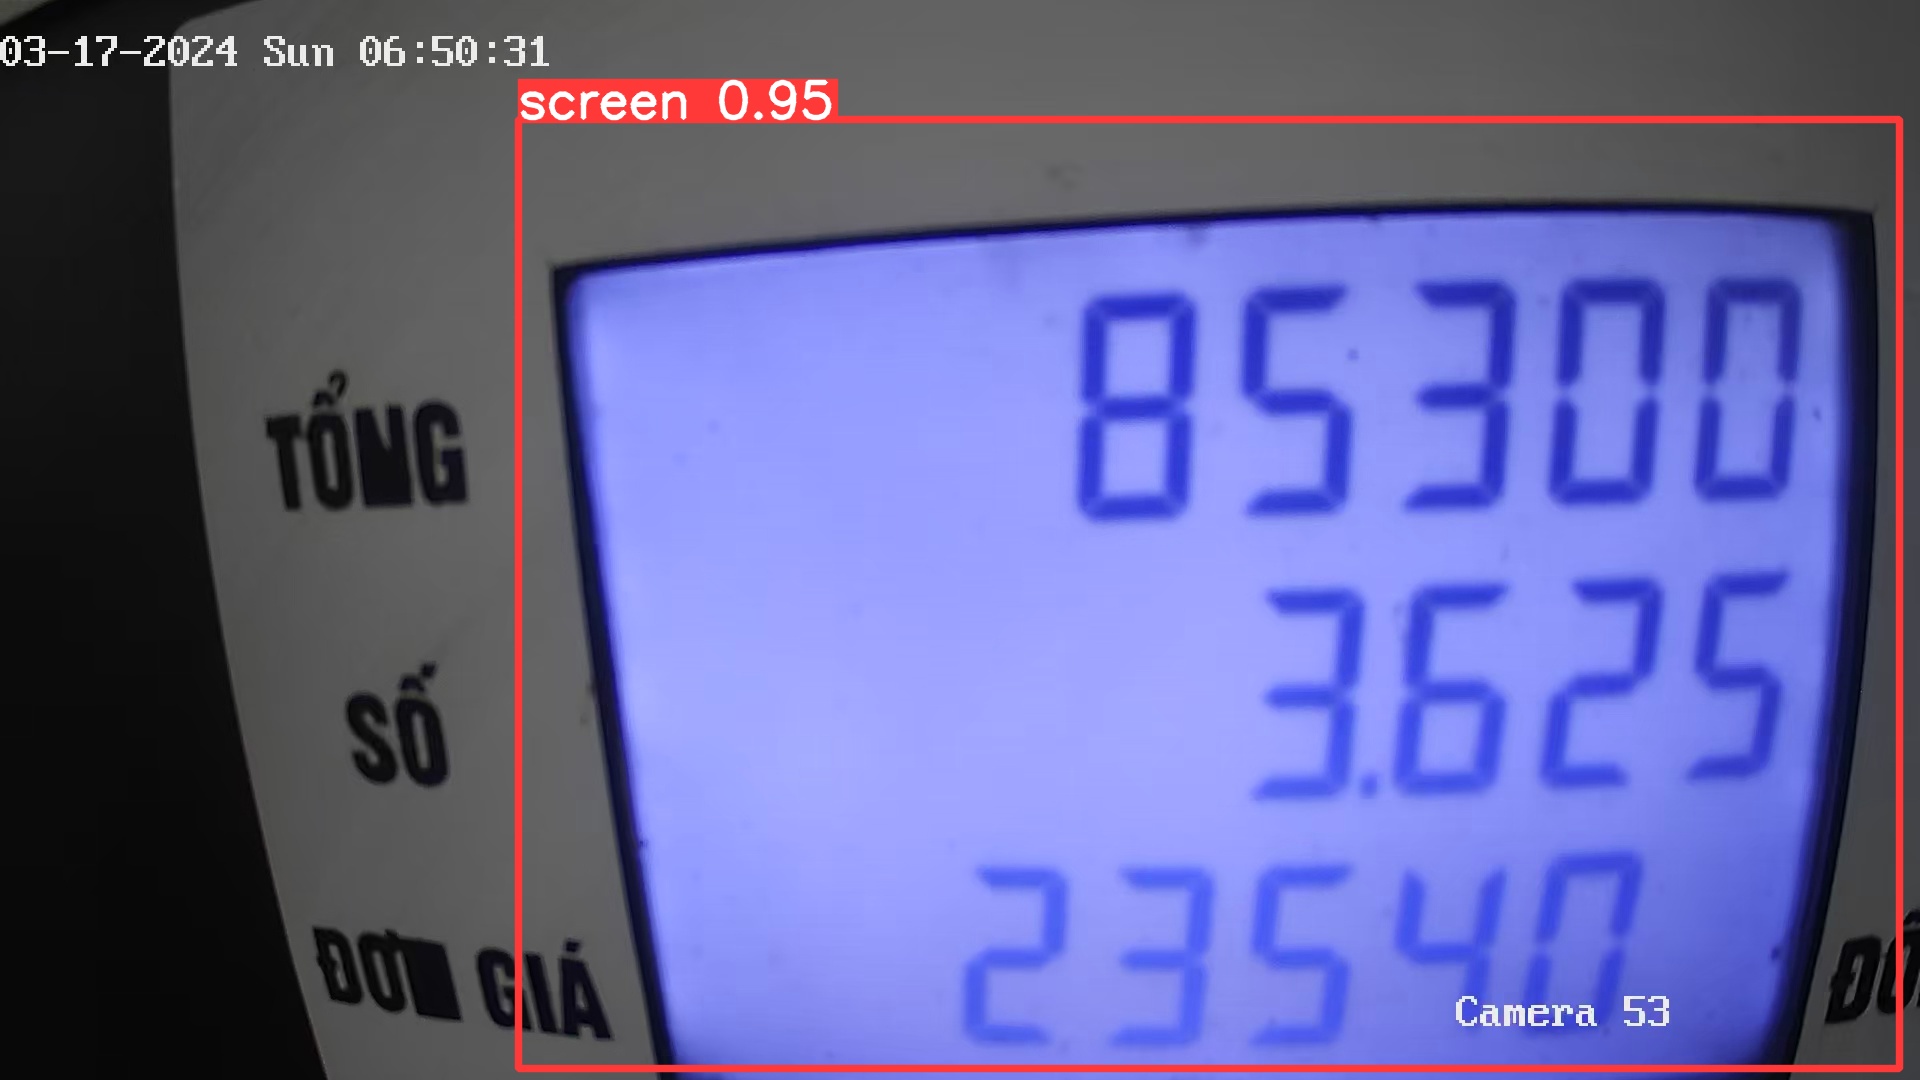 03-17-2024 Sun 06:50:31
screen 0.95
TỔNG
85300
SỐ
3.625
ĐƠN GIÁ
23540
Camera 53